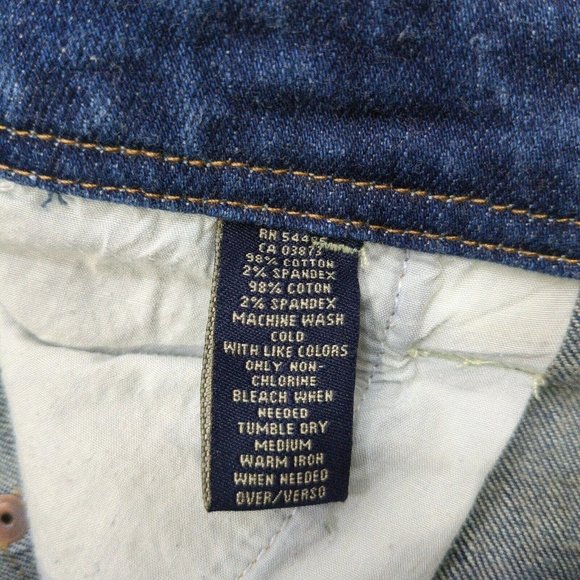 CA 03873
98% COTTON
2% SPANDEX
98% COTON
2% SPANDEX
MACHINE WASH
COLD
WITH LIKE COLORS
ONLY NON-
CHLORINE
BLEACH WHEN
NEEDED
TUMBLE DRY
MEDIUM
WARM IRON
WHEN NEEDED
OVER/VERSO